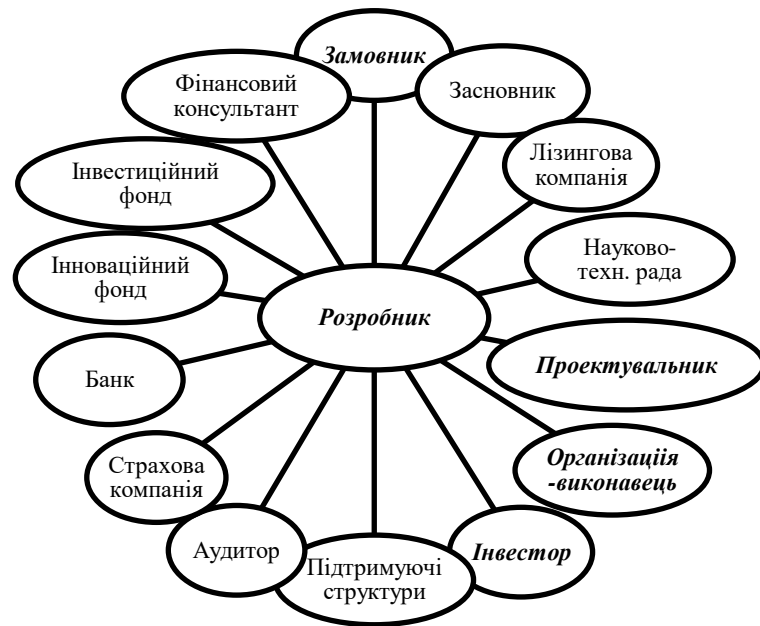 Замовник
Фінансовий
консультант
Засновник
Лізингова
компанія
Інвестиційний
фонд
Науково-
техн. рада
Інноваційний
фонд
Розробник
Проектувальник
Банк
Організаціія
-виконавець
Страхова
компанія
Аудитор
Підтримуючі
структури
Інвестор